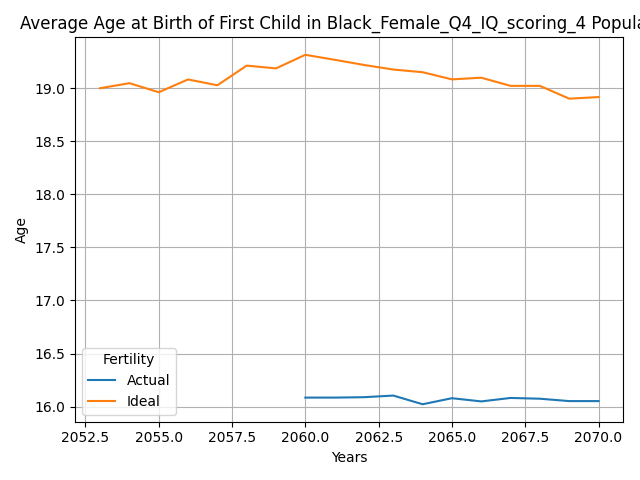 Average Age at Birth of First Child in Black_Female_Q4_IQ_scoring_4 Popula
19.0
18.5
18.0
17.5
17.0
16.5
16.0
Age
Fertility
Actual
Ideal
2052.5 2055.0 2057.5 2060.0 2062.5 2065.0 2067.5 2070.0
Years